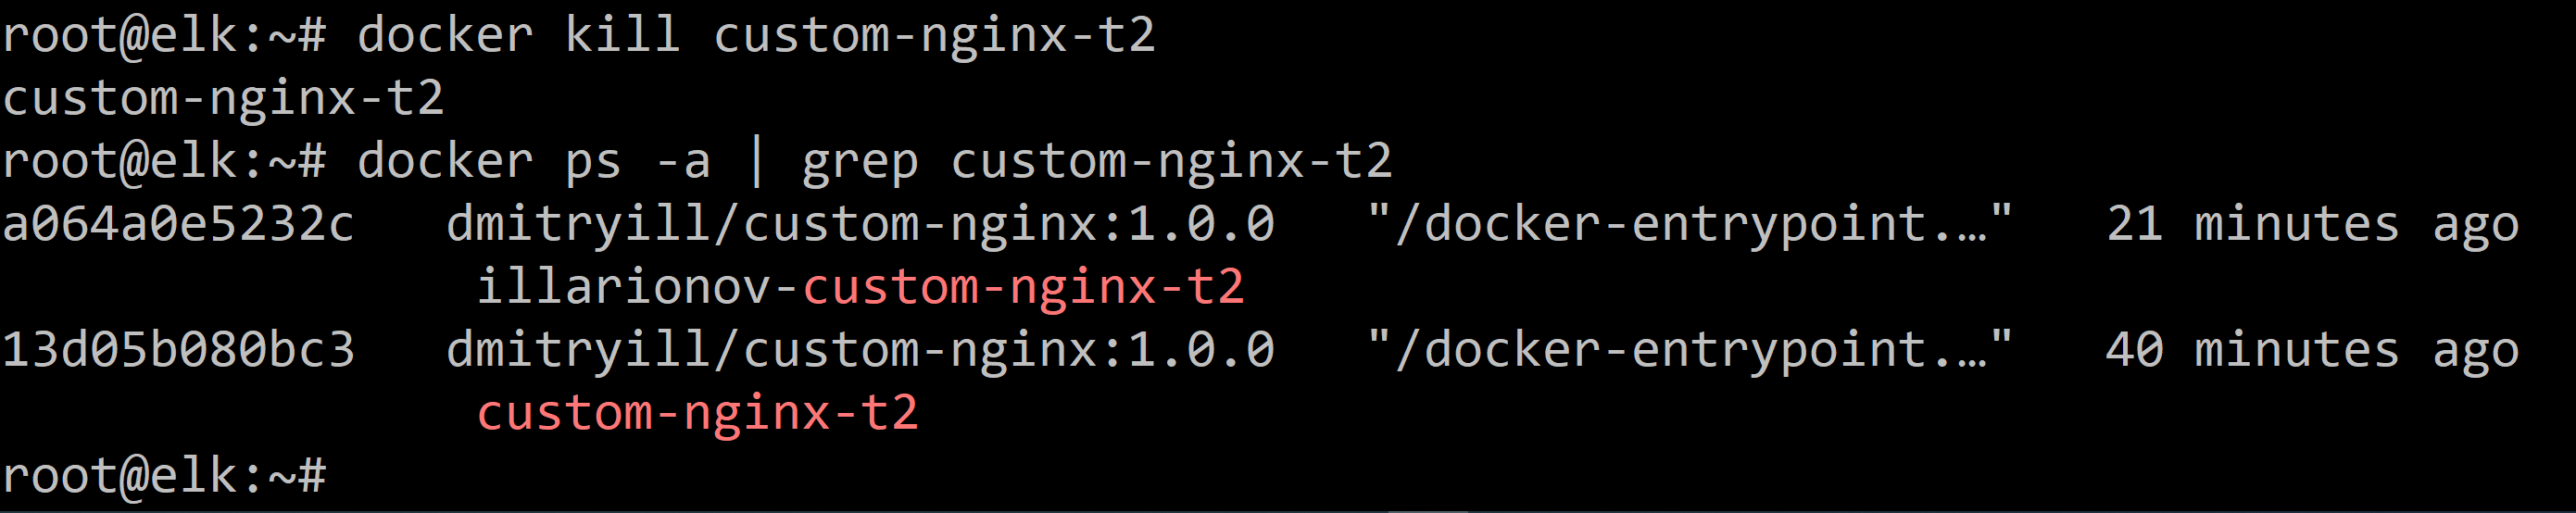 root@elk:~# docker kill custom-nginx-t2
custom-nginx-t2
root@elk:~# docker ps -a | grep custom-nginx-t2
a064a0e5232c   dmitryill/custom-nginx:1.0.0   "/docker-entrypoint.…"   21 minutes ago
illarionov-custom-nginx-t2
13d05b080bc3   dmitryill/custom-nginx:1.0.0   "/docker-entrypoint.…"   40 minutes ago
custom-nginx-t2
root@elk:~#